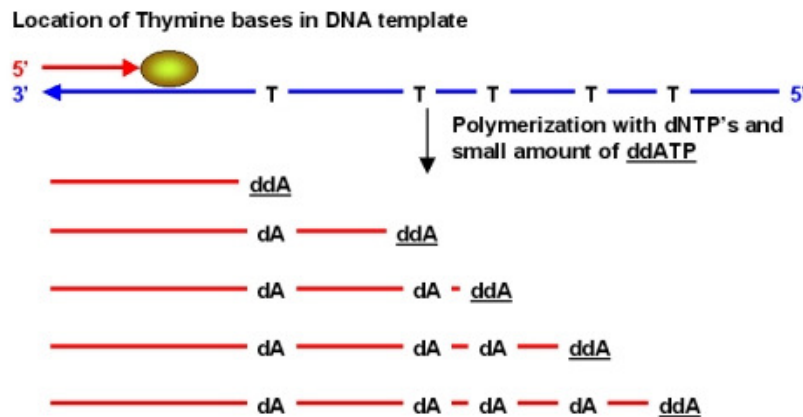 Location of Thymine bases in DNA template
5'
3' T T T T T 5'
Polymerization with dNTP's and
small amount of ddATP
ddA
dA ddA
dA dA ddA
dA dA dA ddA
dA dA dA dA ddA